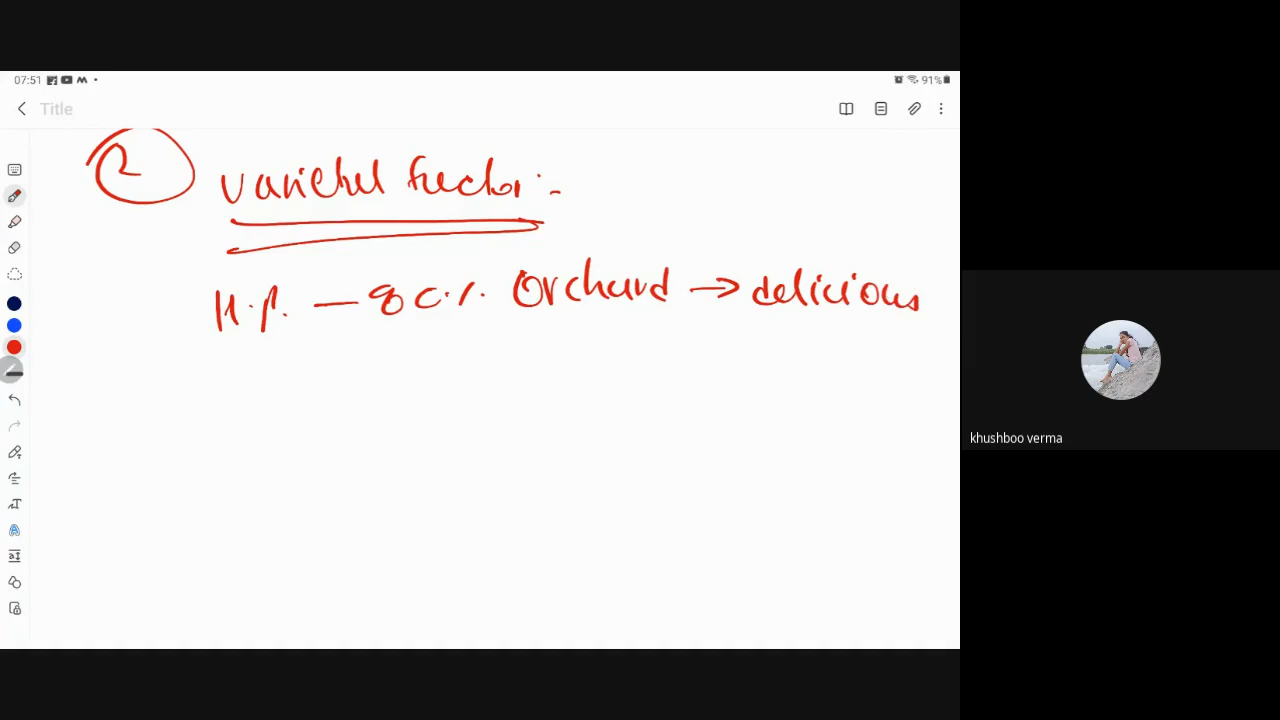 07:51 91%
Title
2 varietal factor :-
H.P. — 80% Orchard → delicious
khushboo verma